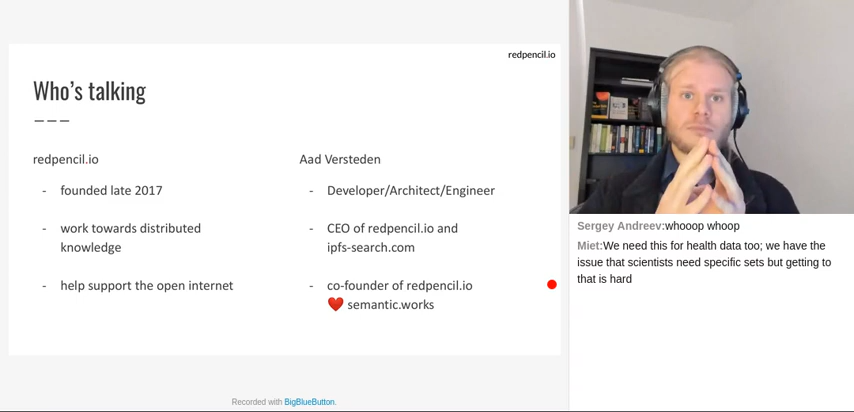 redpencil.io
Who's talking
redpencil.io
- founded late 2017
- work towards distributed
knowledge
- help support the open internet
Aad Versteden
- Developer/Architect/Engineer
- CEO of redpencil.io and
ipfs-search.com
- co-founder of redpencil.io
❤️ semantic.works
Recorded with BigBlueButton.
Sergey Andreev:whooop whoop
Miet:We need this for health data too; we have the
issue that scientists need specific sets but getting to
that is hard